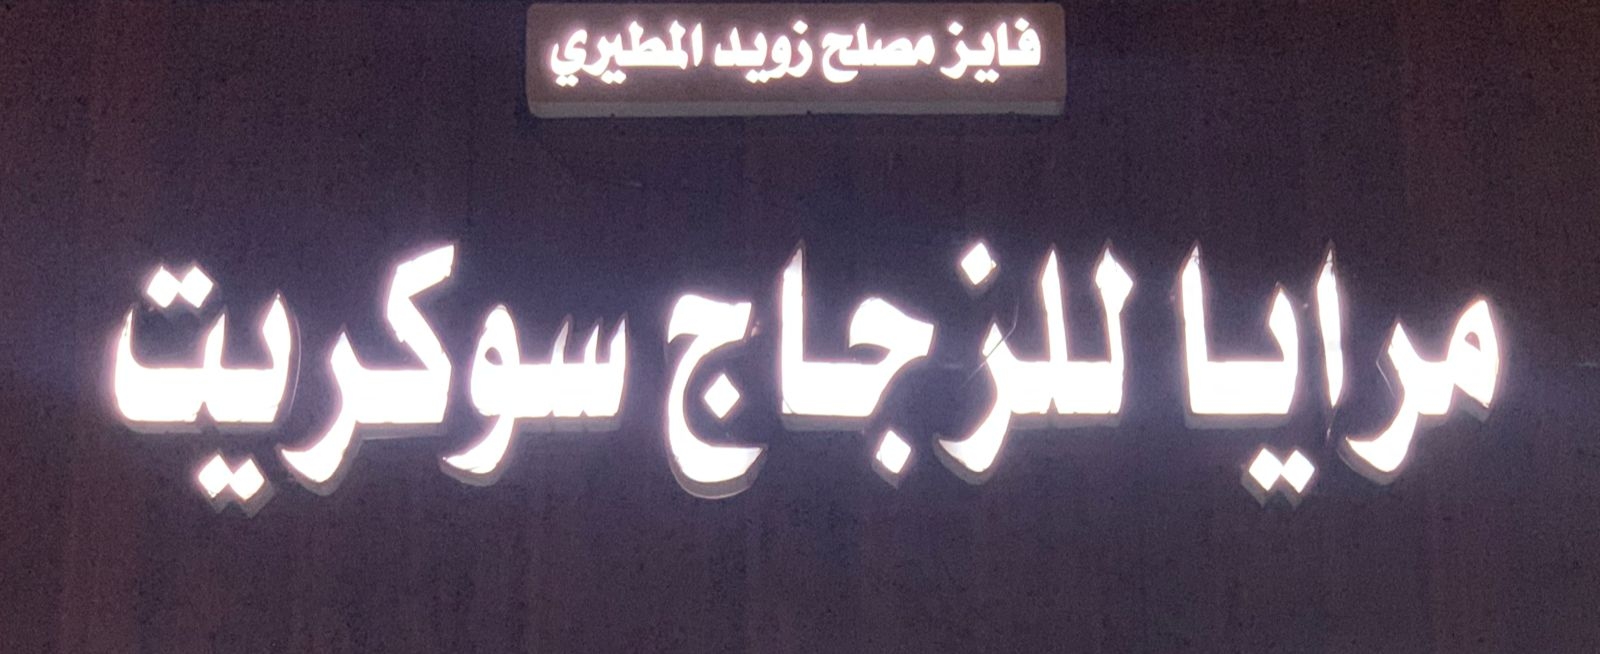 فايز مصلح زويد المطيري
مرايا للزجاج سوكريت